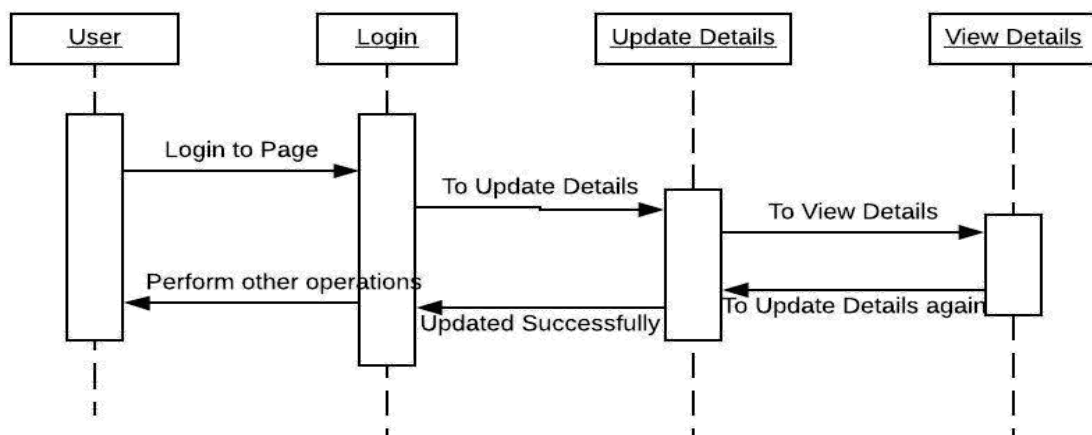 User
Login
Update Details
View Details
Login to Page
To Update Details
To View Details
Perform other operations
To Update Details again
Updated Successfully